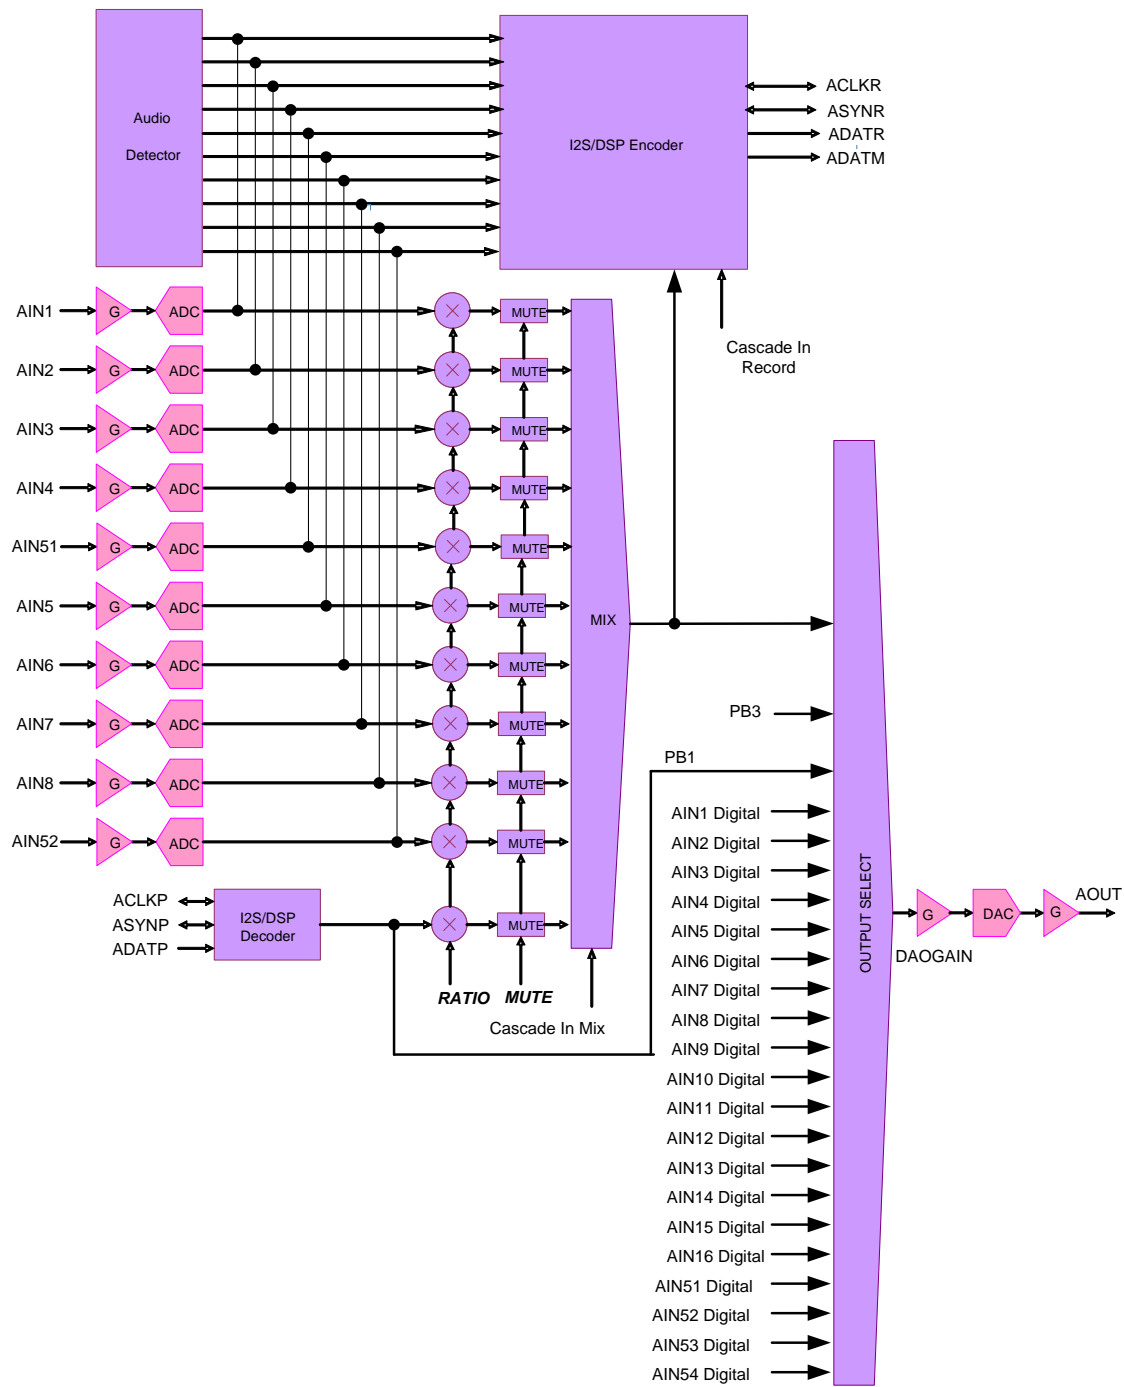 Audio
Detector
I2S/DSP Encoder
ACLKR
ASYNR
ADATR
ADATM
Cascade In
Record
AIN1
G
ADC
MUTE
AIN2
G
ADC
MUTE
AIN3
G
ADC
MUTE
AIN4
G
ADC
MUTE
AIN51
G
ADC
MUTE
AIN5
G
ADC
MUTE
AIN6
G
ADC
MUTE
AIN7
G
ADC
MUTE
AIN8
G
ADC
MUTE
AIN52
G
ADC
MUTE
MIX
ACLKP
ASYNP
ADATP
I2S/DSP
Decoder
MUTE
RATIO
MUTE
Cascade In Mix
PB3
PB1
AIN1 Digital
AIN2 Digital
AIN3 Digital
AIN4 Digital
AIN5 Digital
AIN6 Digital
AIN7 Digital
AIN8 Digital
AIN9 Digital
AIN10 Digital
AIN11 Digital
AIN12 Digital
AIN13 Digital
AIN14 Digital
AIN15 Digital
AIN16 Digital
AIN51 Digital
AIN52 Digital
AIN53 Digital
AIN54 Digital
OUTPUT SELECT
G
DAOGAIN
DAC
G
AOUT